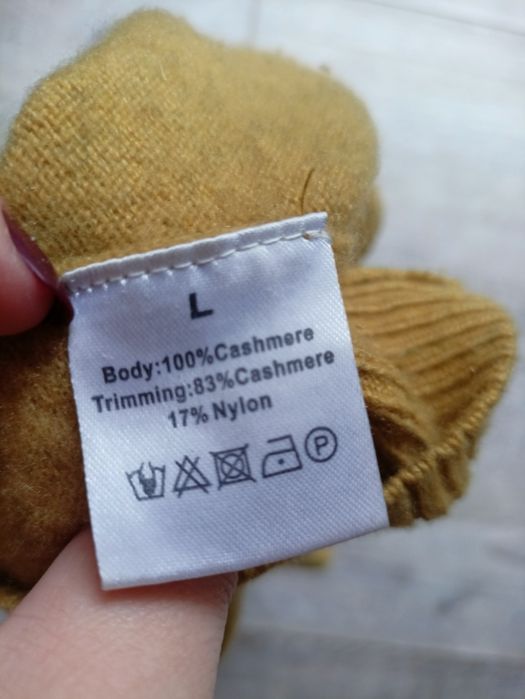 L
Body:100%Cashmere
Trimming:83%Cashmere
17% Nylon
P